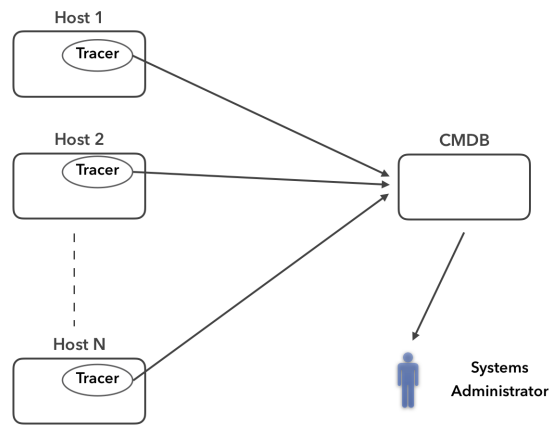 Host 1
Tracer
Host 2
Tracer
CMDB
Host N
Tracer
Systems
Administrator